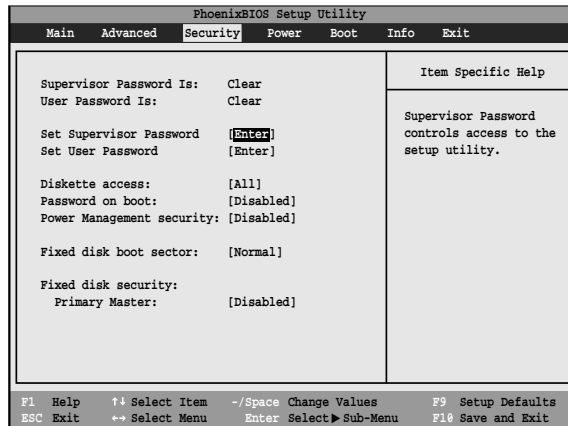 PhoenixBIOS Setup Utility
Main Advanced Security Power Boot Info Exit
Supervisor Password Is: Clear
User Password Is: Clear
Set Supervisor Password [Enter]
Set User Password [Enter]
Diskette access: [All]
Password on boot: [Disabled]
Power Management security: [Disabled]
Fixed disk boot sector: [Normal]
Fixed disk security:
Primary Master: [Disabled]
Item Specific Help
Supervisor Password
controls access to the
setup utility.
F1 Help ↑↓ Select Item -/Space Change Values F9 Setup Defaults
ESC Exit ←→ Select Menu Enter Select▶Sub-Menu F10 Save and Exit